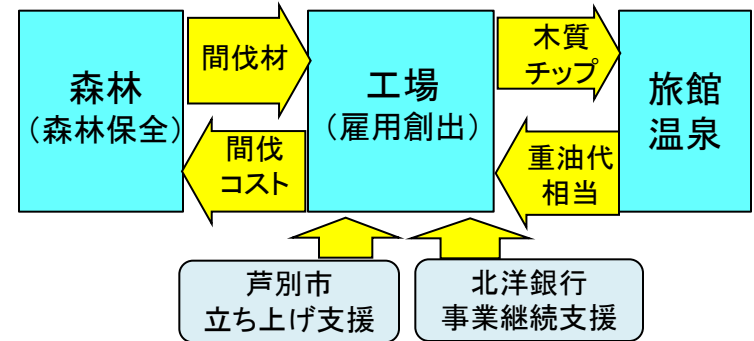 森林
（森林保全）
間伐材
間伐
コスト
工場
（雇用創出）
木質
チップ
重油代
相当
旅館
温泉
芦別市
立ち上げ支援
北洋銀行
事業継続支援